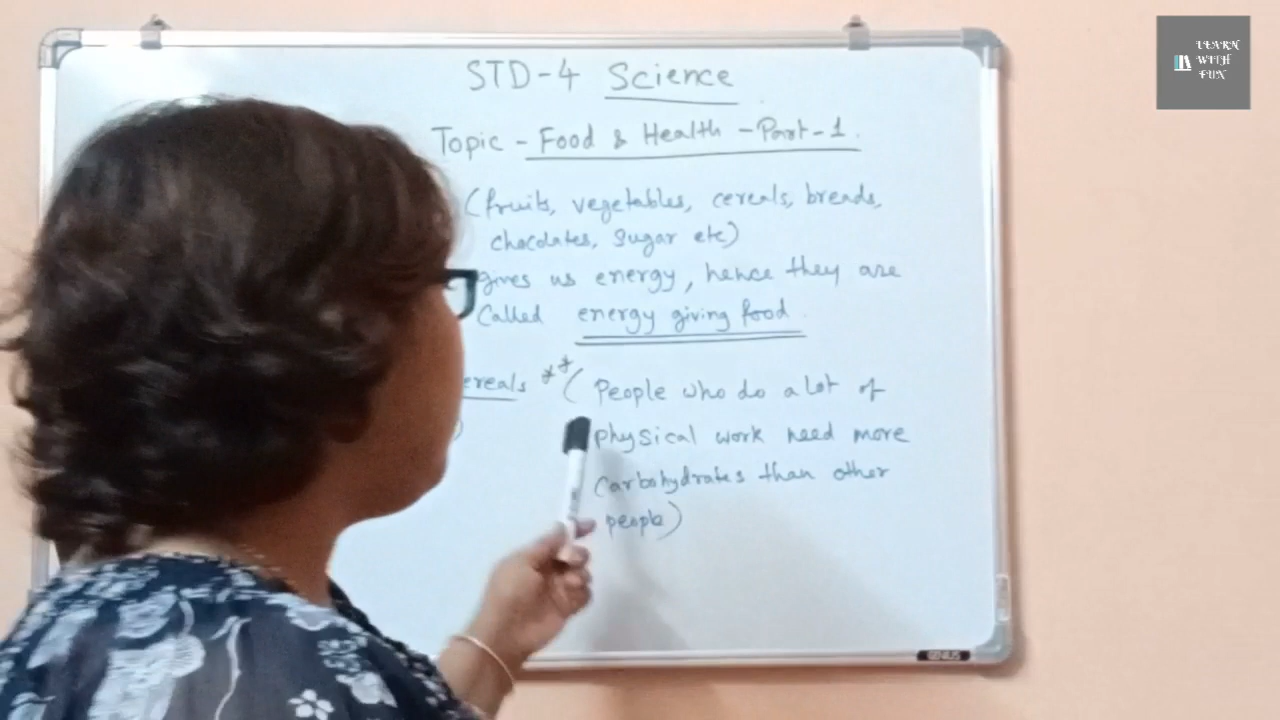 STD-4 Science
Topic - Food & Health - Part-1.
(fruits, vegetables, cereals, breads,
chocolates, sugar etc)
gives us energy, hence they are
called energy giving food.
ereals ** ( People who do a lot of
) physical work need more
carbohydrates than other
people)
LEARN
WITH
FUN
GENIUS